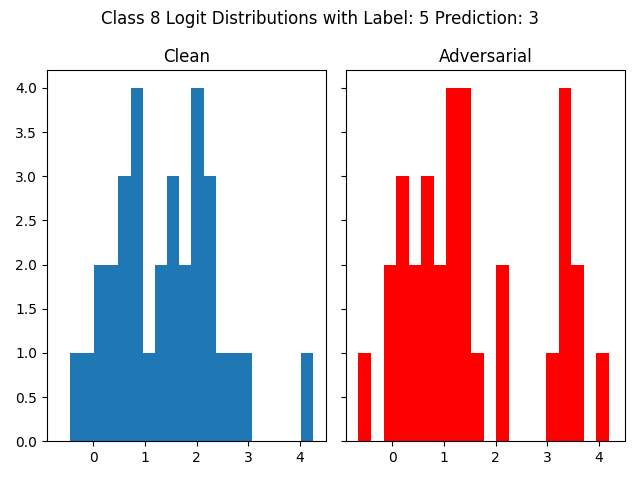 Class 8 Logit Distributions with Label: 5 Prediction: 3
Clean
Adversarial
4.0
3.5
3.0
2.5
2.0
1.5
1.0
0.5
0.0
0 1 2 3 4
0 1 2 3 4